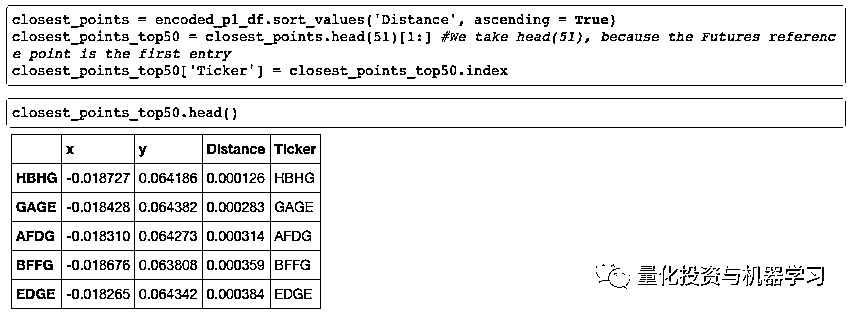 closest_points = encoded_p1_df.sort_values('Distance', ascending = True)
closest_points_top50 = closest_points.head(51)[1:] #We take head(51), because the Futures referenc
e point is the first entry
closest_points_top50['Ticker'] = closest_points_top50.index
closest_points_top50.head()
x y Distance Ticker
HBHG -0.018727 0.064186 0.000126 HBHG
GAGE -0.018428 0.064382 0.000283 GAGE
AFDG -0.018310 0.064273 0.000314 AFDG
BFFG -0.018676 0.063808 0.000359 BFFG
EDGE -0.018265 0.064342 0.000384 EDGE
量化投资与机器学习